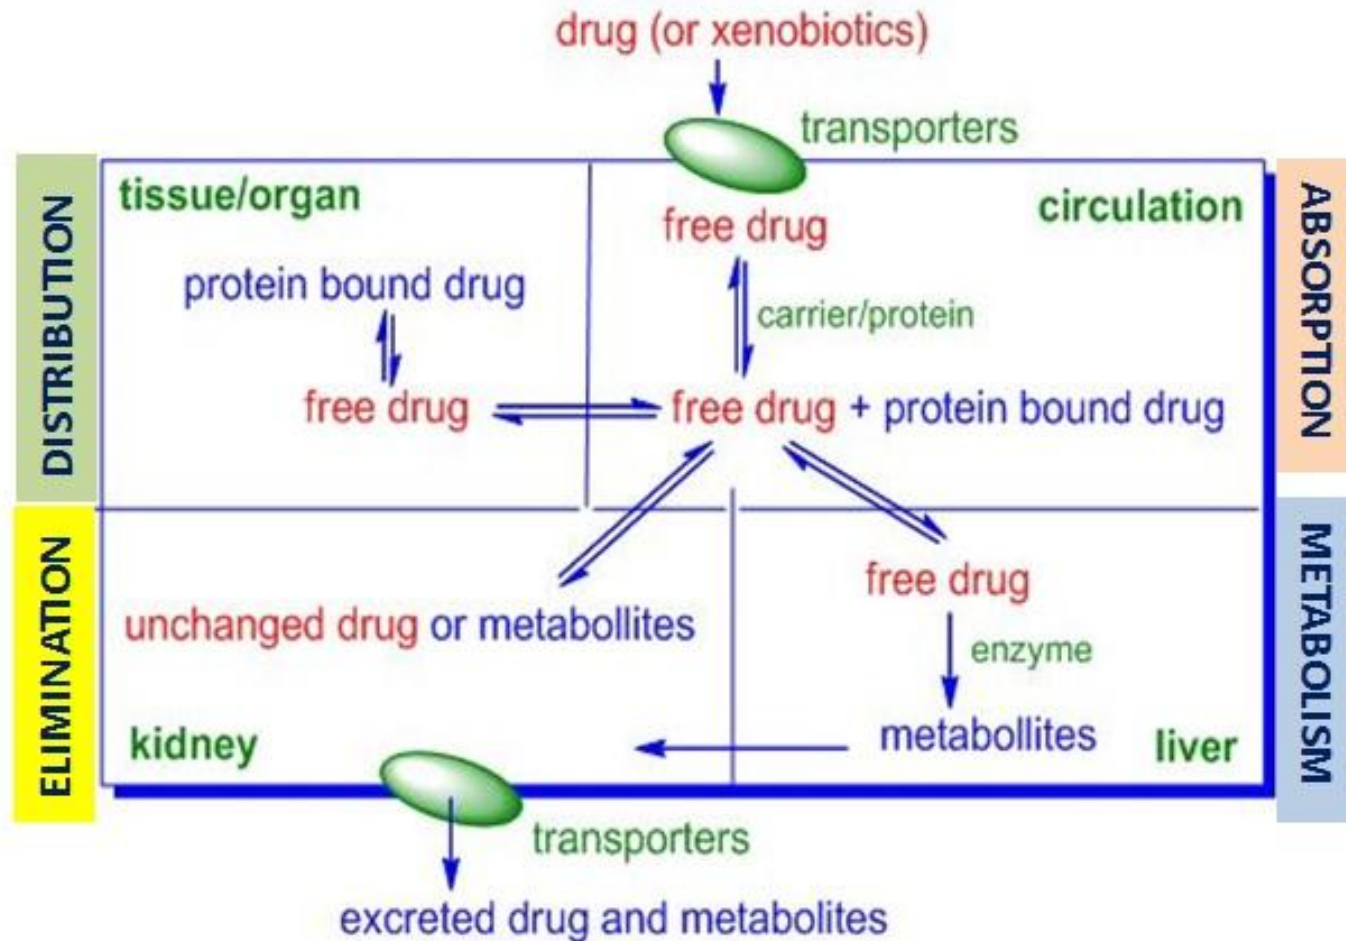 drug (or xenobiotics)
transporters
DISTRIBUTION
tissue/organ
circulation
ABSORPTION
free drug
protein bound drug
carrier/protein
free drug
free drug + protein bound drug
ELIMINATION
METABOLISM
free drug
unchanged drug or metabollites
enzyme
kidney
metabollites
liver
transporters
excreted drug and metabolites